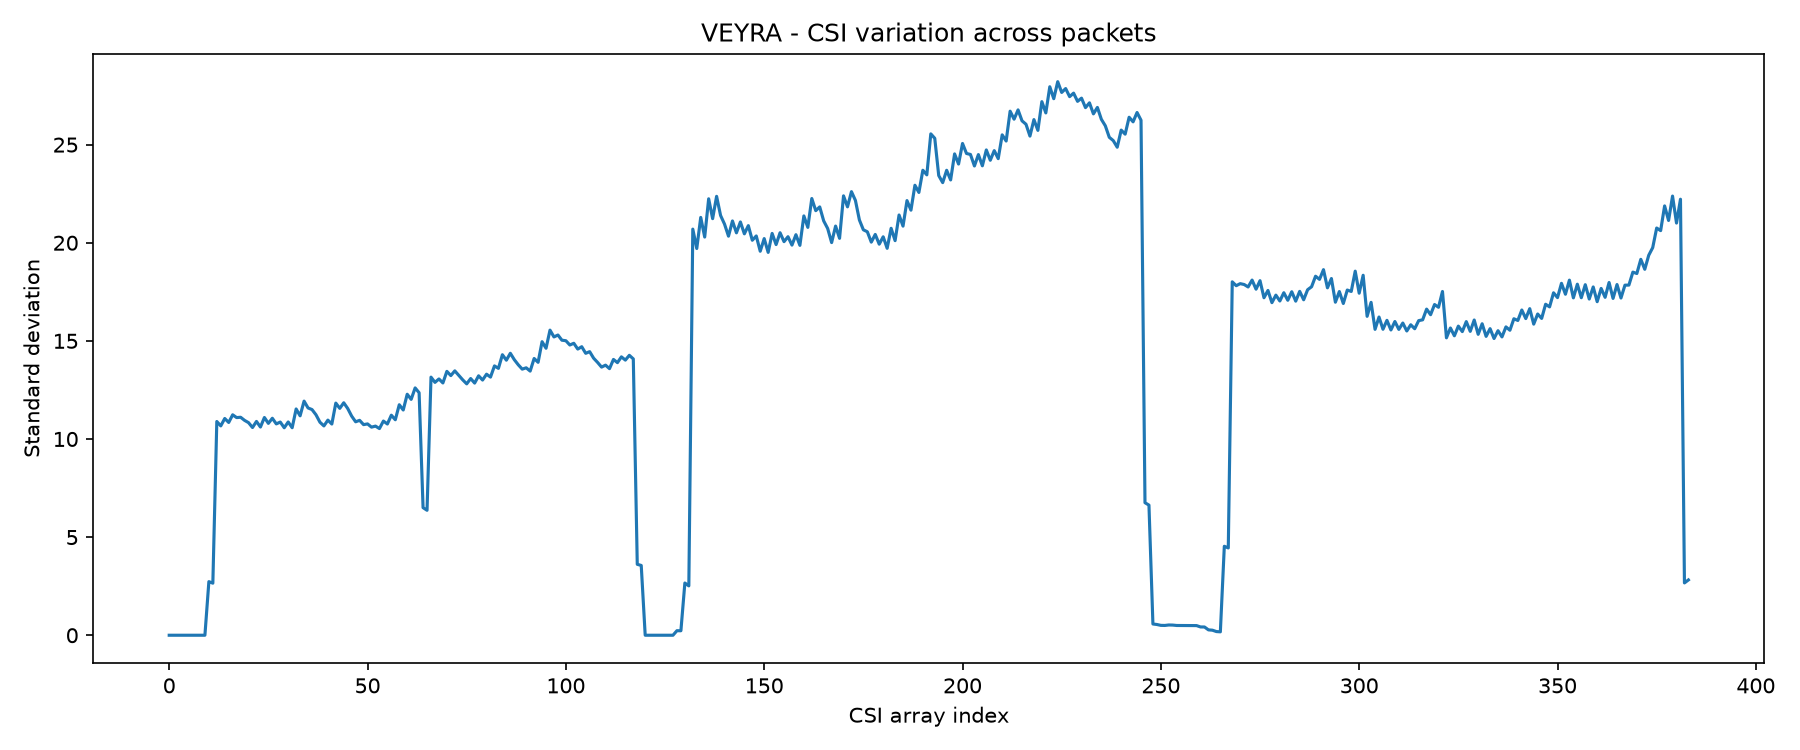 VEYRA - CSI variation across packets
Standard deviation
25
20
15
10
5
0
0 50 100 150 200 250 300 350 400
CSI array index